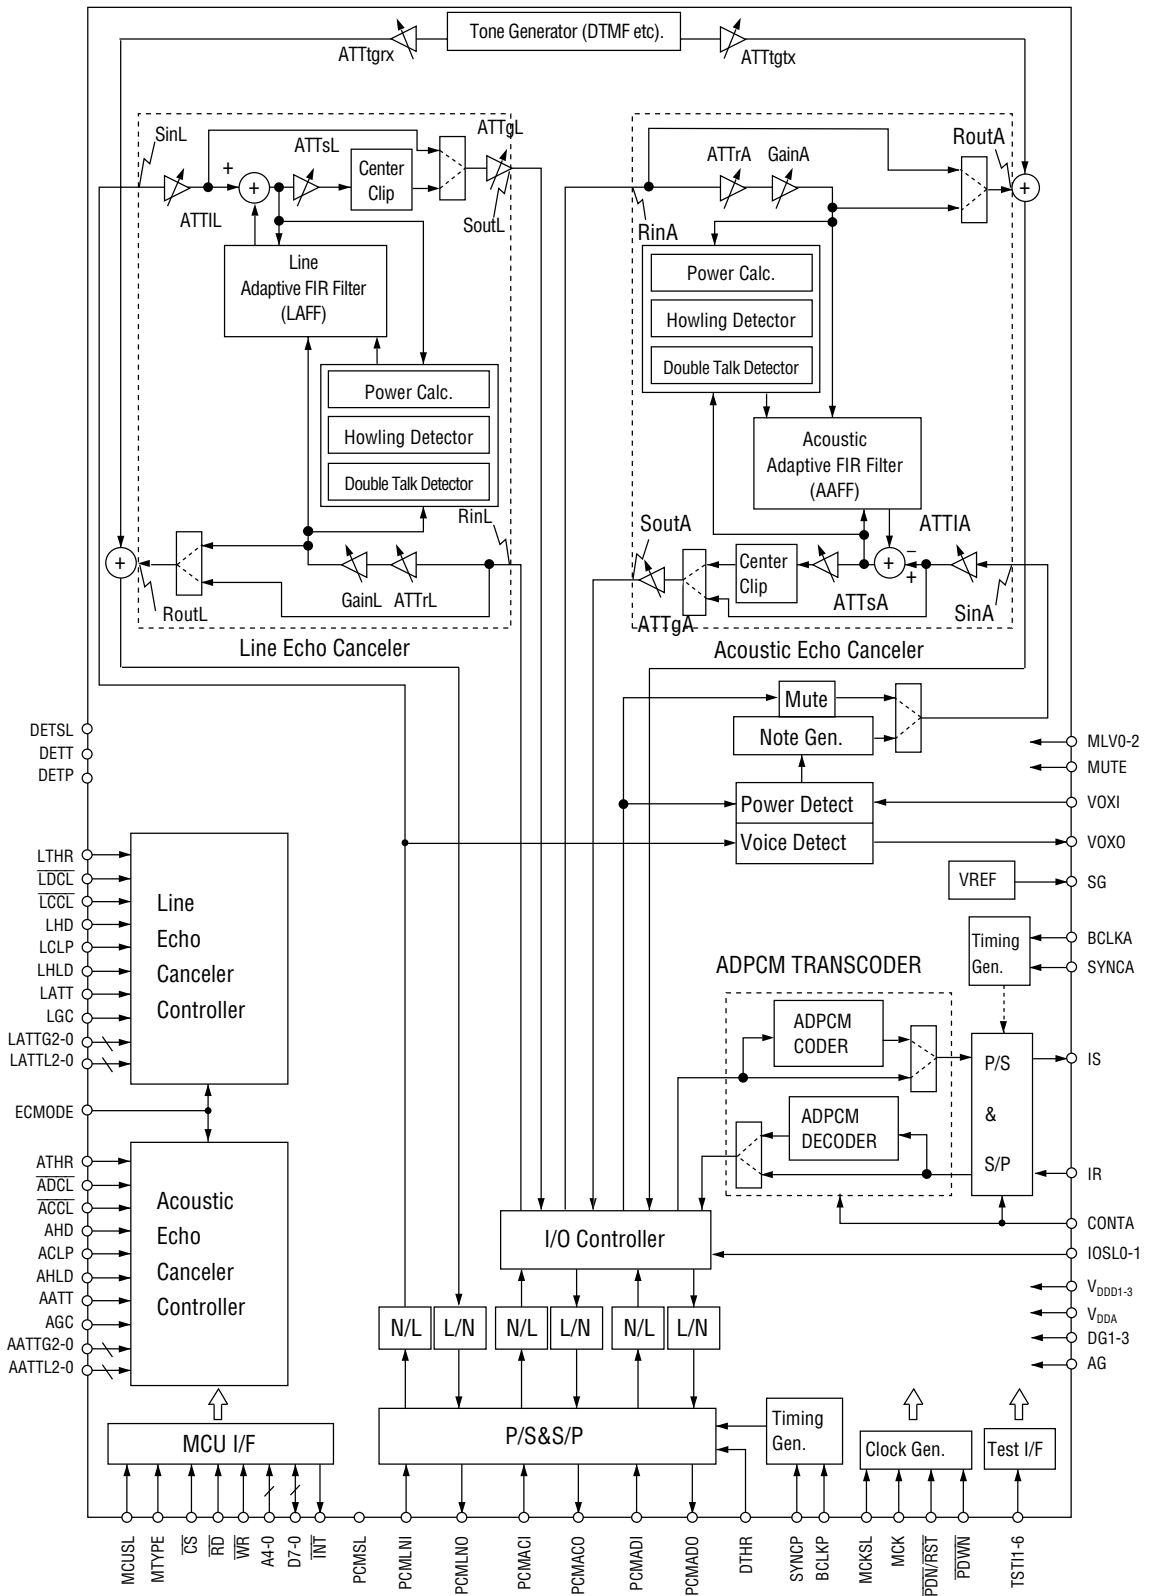 Tone Generator (DTMF etc).
ATTtgrx
ATTtgtx
SinL
ATTsL
ATTgL
RoutA
ATTrA
GainA
+
+
Center
Clip
+
ATTlL
SoutL
RinA
Line
Adaptive FIR Filter
(LAFF)
Power Calc.
Howling Detector
Double Talk Detector
Power Calc.
Howling Detector
Double Talk Detector
Acoustic
Adaptive FIR Filter
(AAFF)
RinL
SoutA
ATTlA
+
Center
Clip
+
−
+
GainL
ATTrL
RoutL
ATTsA
ATTgA
SinA
Line Echo Canceler
Acoustic Echo Canceler
Mute
Note Gen.
Power Detect
Voice Detect
DETSL
DETT
DETP
MLV0-2
MUTE
VOXI
VOXO
VREF
SG
LTHR
LDCL
LCCL
LHD
LCLP
LHLD
LATT
LGC
LATTG2-0
LATTL2-0
Line
Echo
Canceler
Controller
Timing
Gen.
BCLKA
SYNCA
ADPCM TRANSCODER
ADPCM
CODER
ADPCM
DECODER
P/S
&
S/P
IS
IR
CONTA
IOSL0-1
ECMODE
ATHR
ADCL
ACCL
AHD
ACLP
AHLD
AATT
AGC
AATTG2-0
AATTL2-0
Acoustic
Echo
Canceler
Controller
I/O Controller
VDDD1-3
VDDA
DG1-3
AG
N/L
L/N
N/L
L/N
N/L
L/N
MCU I/F
P/S&S/P
Timing
Gen.
Clock Gen.
Test I/F
MCUSL
MTYPE
CS
RD
WR
A4-0
D7-0
INT
PCMSL
PCMLNI
PCMLNO
PCMACI
PCMACO
PCMADI
PCMADO
DTHR
SYNCP
BCLKP
MCKSL
MCK
PDN/RST
PDWN
TSTI1-6